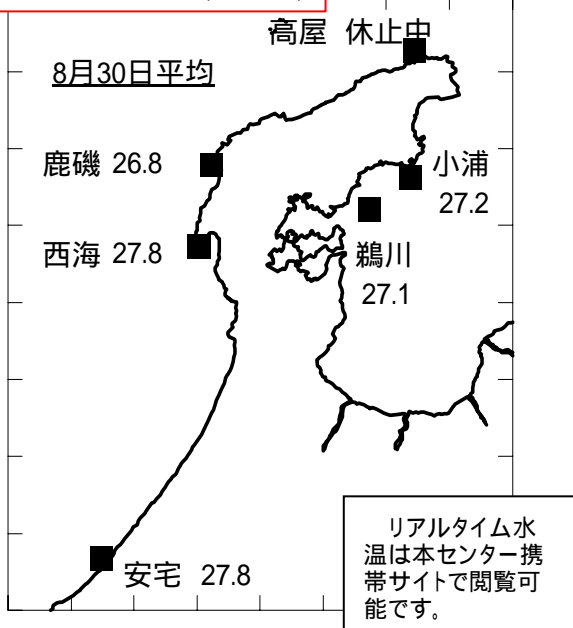 高屋 休止中
8月30日平均
鹿磯 26.8
小浦
27.2
西海 27.8
鵜川
27.1
安宅 27.8
リアルタイム水
温は本センター携
帯サイトで閲覧可
能です。